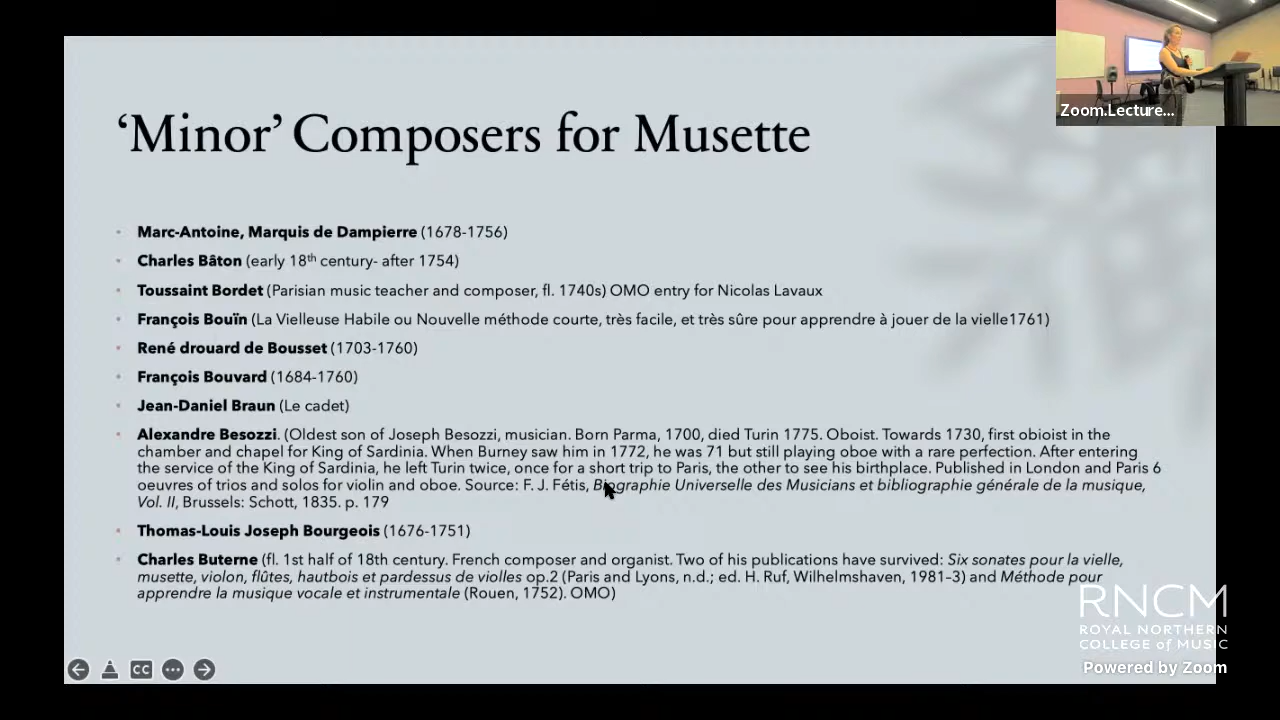 ‘Minor’ Composers for Musette
Zoom.Lecture...
• Marc-Antoine, Marquis de Dampierre (1678-1756)
• Charles Bâton (early 18th century- after 1754)
• Toussaint Bordet (Parisian music teacher and composer, fl. 1740s) OMO entry for Nicolas Lavaux
• François Bouïn (La Vielleuse Habile ou Nouvelle méthode courte, très facile, et très sûre pour apprendre à jouer de la vielle1761)
• René drouard de Bousset (1703-1760)
• François Bouvard (1684-1760)
• Jean-Daniel Braun (Le cadet)
• Alexandre Besozzi. (Oldest son of Joseph Besozzi, musician. Born Parma, 1700, died Turin 1775. Oboist. Towards 1730, first obioist in the
chamber and chapel for King of Sardinia. When Burney saw him in 1772, he was 71 but still playing oboe with a rare perfection. After entering
the service of the King of Sardinia, he left Turin twice, once for a short trip to Paris, the other to see his birthplace. Published in London and Paris 6
oeuvres of trios and solos for violin and oboe. Source: F. J. Fétis, Biographie Universelle des Musicians et bibliographie générale de la musique,
Vol. II, Brussels: Schott, 1835. p. 179
• Thomas-Louis Joseph Bourgeois (1676-1751)
• Charles Buterne (fl. 1st half of 18th century. French composer and organist. Two of his publications have survived: Six sonates pour la vielle,
musette, violon, flûtes, hautbois et pardessus de violles op.2 (Paris and Lyons, n.d.; ed. H. Ruf, Wilhelmshaven, 1981–3) and Méthode pour
apprendre la musique vocale et instrumentale (Rouen, 1752). OMO)
RNCM
ROYAL NORTHERN
COLLEGE of MUSIC
Powered by Zoom
CC